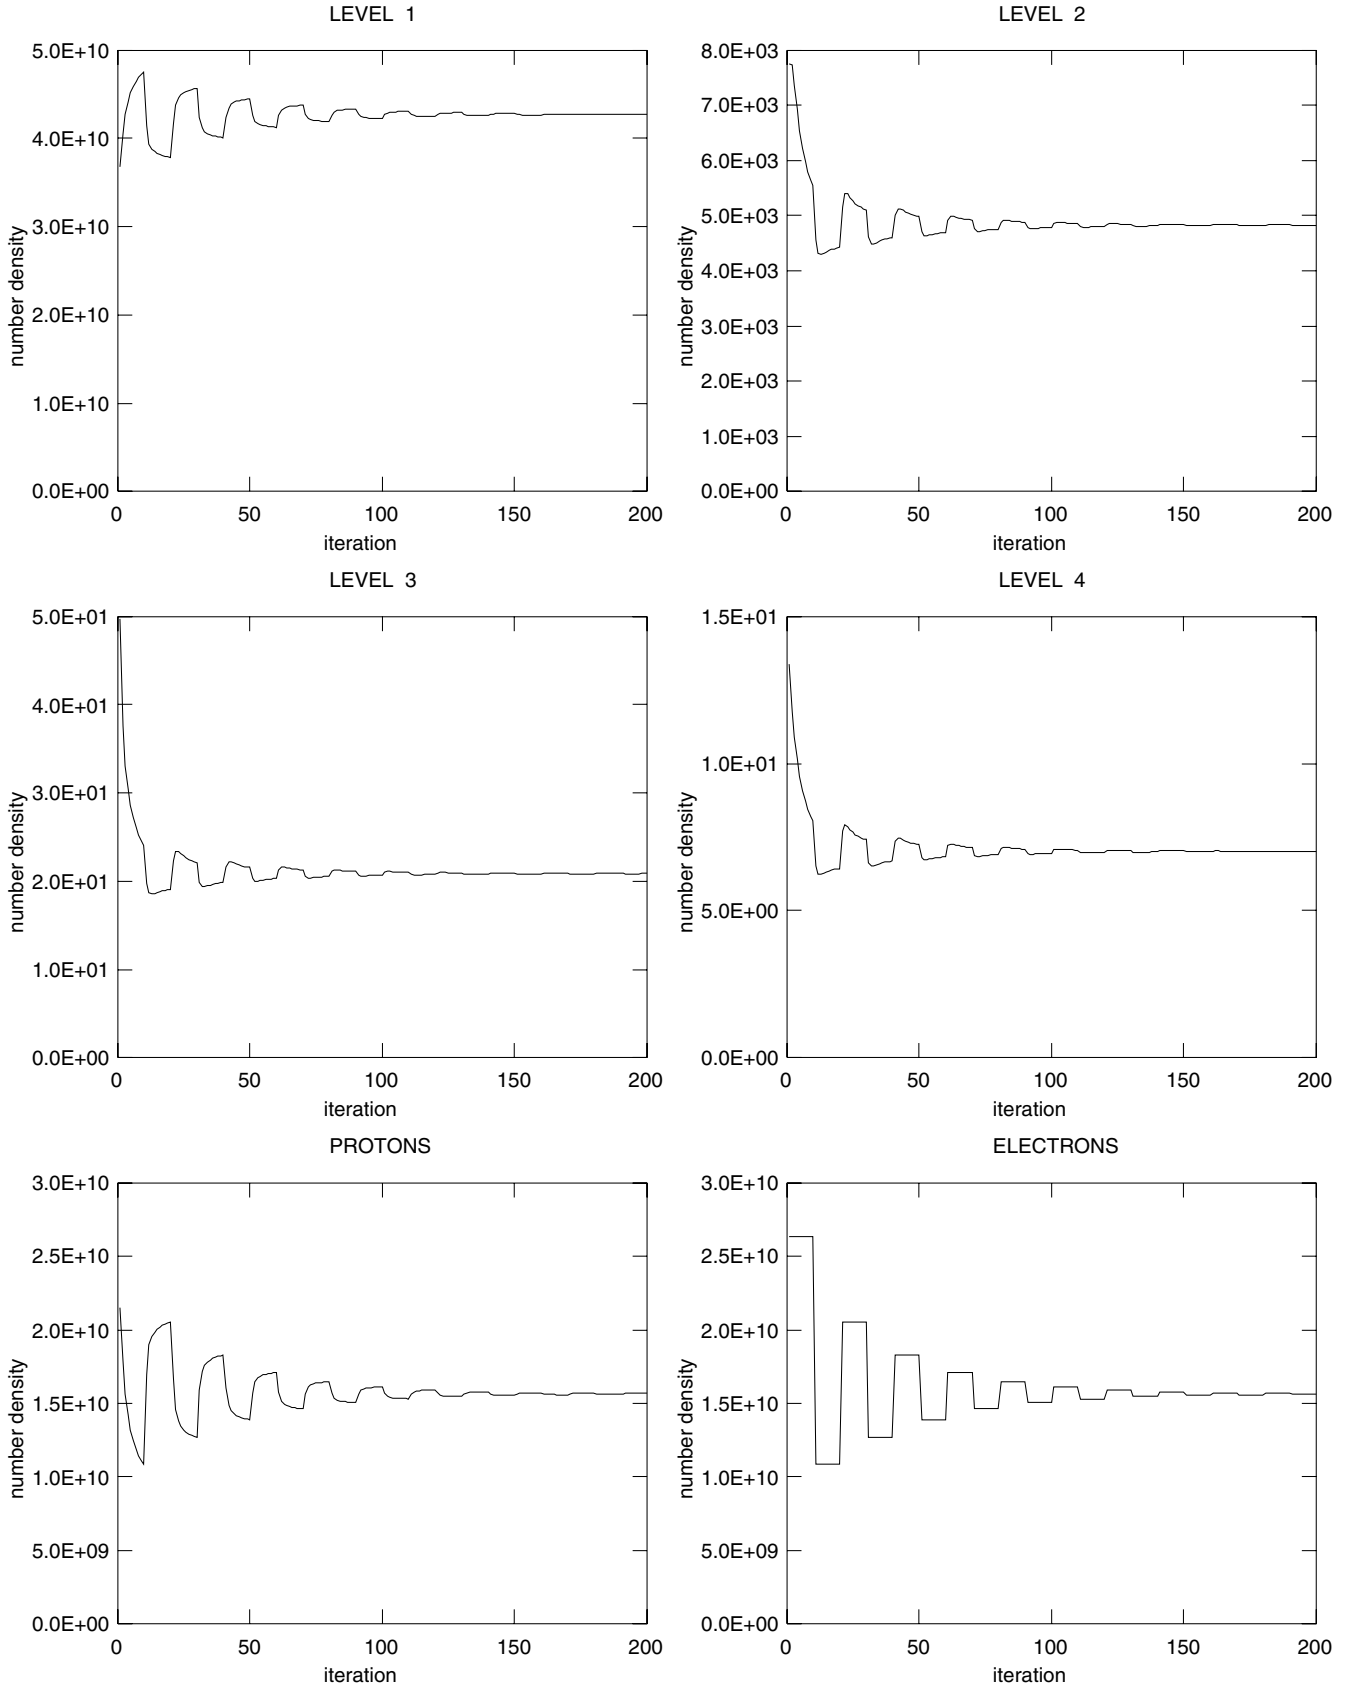 LEVEL 1
5.0E+10
4.0E+10
3.0E+10
2.0E+10
1.0E+10
0.0E+00
number density
0 50 100 150 200
iteration
LEVEL 2
8.0E+03
7.0E+03
6.0E+03
5.0E+03
4.0E+03
3.0E+03
2.0E+03
1.0E+03
0.0E+00
number density
0 50 100 150 200
iteration
LEVEL 3
5.0E+01
4.0E+01
3.0E+01
2.0E+01
1.0E+01
0.0E+00
number density
0 50 100 150 200
iteration
LEVEL 4
1.5E+01
1.0E+01
5.0E+00
0.0E+00
number density
0 50 100 150 200
iteration
PROTONS
3.0E+10
2.5E+10
2.0E+10
1.5E+10
1.0E+10
5.0E+09
0.0E+00
number density
0 50 100 150 200
iteration
ELECTRONS
3.0E+10
2.5E+10
2.0E+10
1.5E+10
1.0E+10
5.0E+09
0.0E+00
number density
0 50 100 150 200
iteration